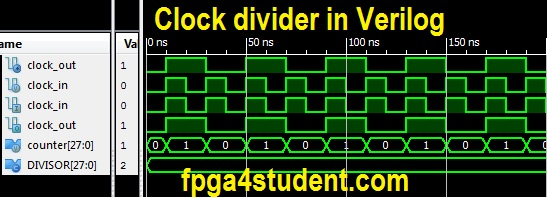 Clock divider in Verilog
ame Va 0 ns 50 ns 100 ns 150 ns
clock_out 1
clock_in 0
clock_in 0
clock_out 1
counter[27:0] 1 0 1 0 1 0 1 0 1 0 1
DIVISOR[27:0] 2
fpga4student.com